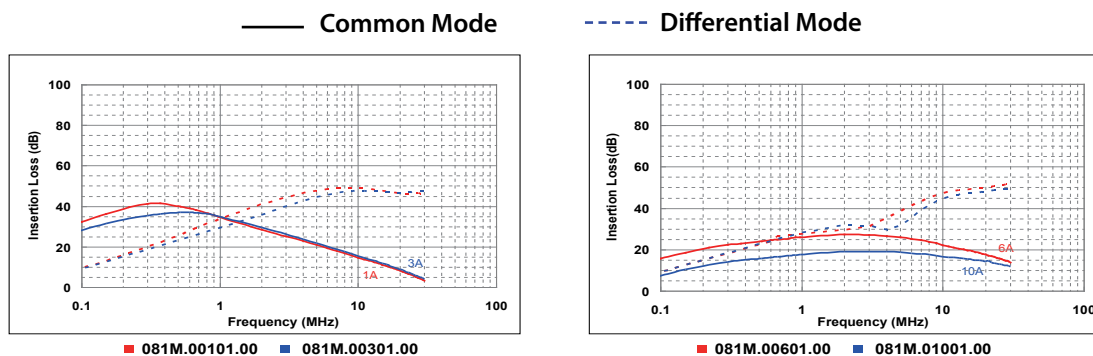 Common Mode
Differential Mode
Insertion Loss (dB)
100
80
60
40
20
0
3A
1A
0.1
1
10
100
Frequency (MHz)
081M.00101.00
081M.00301.00
Insertion Loss(dB)
100
80
60
40
20
0
6A
10A
0.1
1
10
100
Frequency (MHz)
081M.00601.00
081M.01001.00